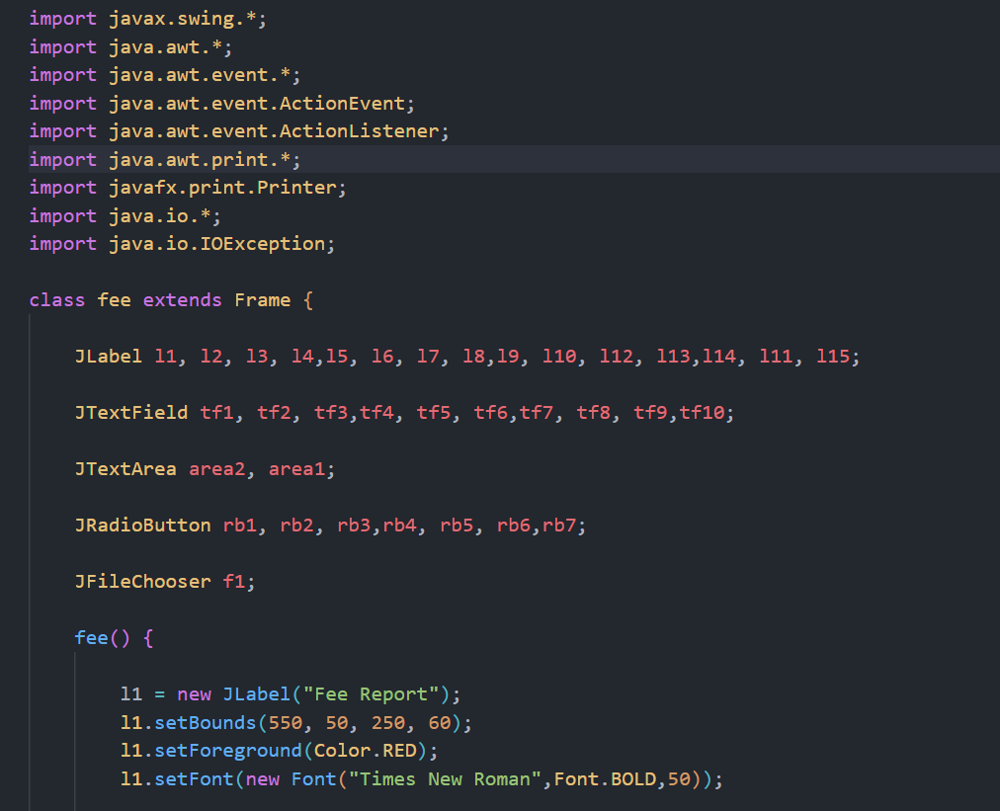 import javax.swing.*;
import java.awt.*;
import java.awt.event.*;
import java.awt.event.ActionEvent;
import java.awt.event.ActionListener;
import java.awt.print.*;
import javafx.print.Printer;
import java.io.*;
import java.io.IOException;
class fee extends Frame {
JLabel l1, l2, l3, l4,l5, l6, l7, l8,l9, l10, l12, l13,l14, l11, l15;
JTextField tf1, tf2, tf3,tf4, tf5, tf6,tf7, tf8, tf9,tf10;
JTextArea area2, area1;
JRadioButton rb1, rb2, rb3,rb4, rb5, rb6,rb7;
JFileChooser f1;
fee() {
l1 = new JLabel("Fee Report");
l1.setBounds(550, 50, 250, 60);
l1.setForeground(Color.RED);
l1.setFont(new Font("Times New Roman",Font.BOLD,50));